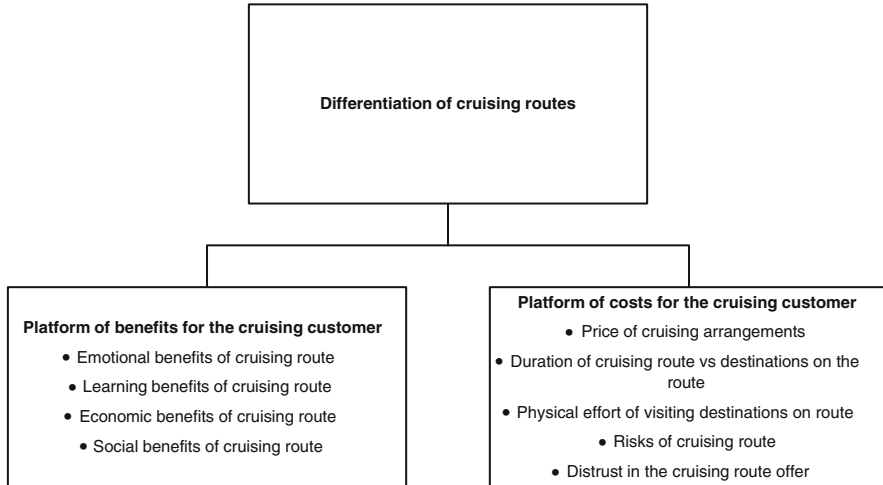 Differentiation of cruising routes
Platform of benefits for the cruising customer
• Emotional benefits of cruising route
• Learning benefits of cruising route
• Economic benefits of cruising route
• Social benefits of cruising route
Platform of costs for the cruising customer
• Price of cruising arrangements
• Duration of cruising route vs destinations on the
route
• Physical effort of visiting destinations on route
• Risks of cruising route
• Distrust in the cruising route offer